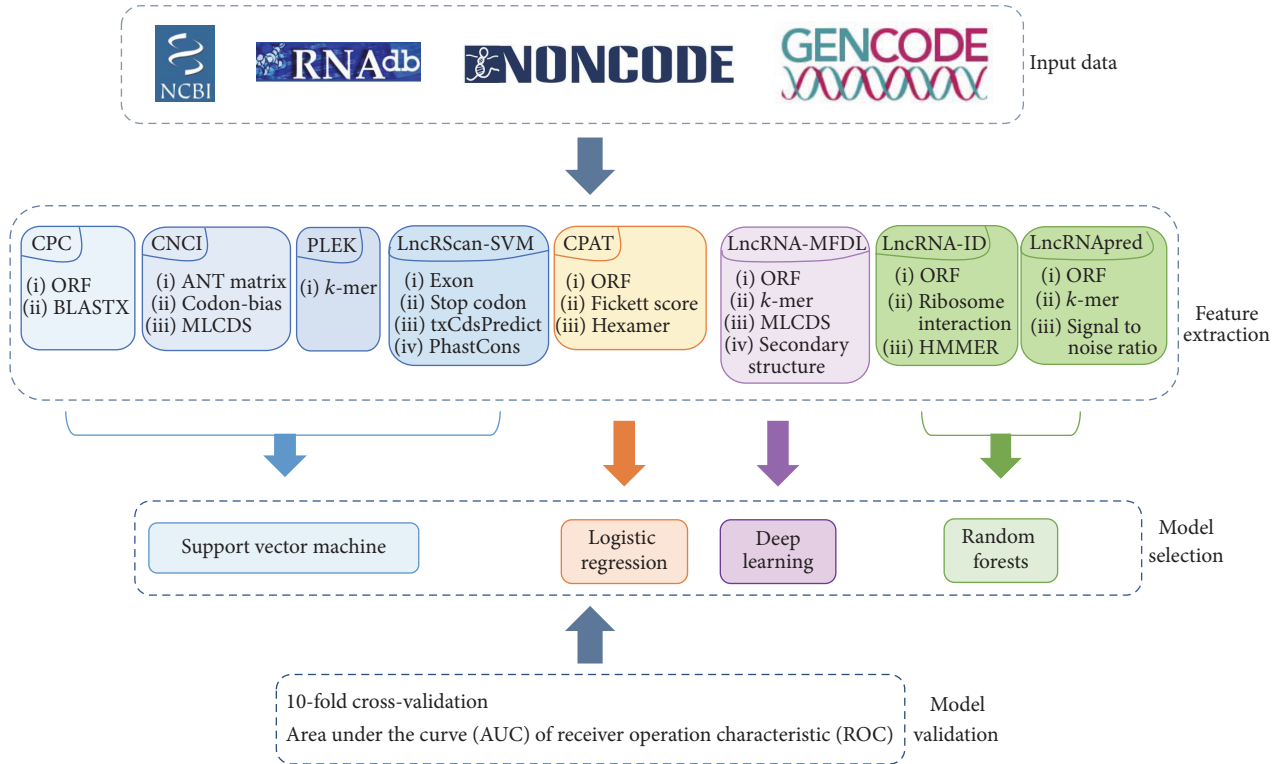 NCBI
RNAdb
NONCODE
GENCODE
Input data
CPC
(i) ORF
(ii) BLASTX
CNCI
(i) ANT matrix
(ii) Codon-bias
(iii) MLCDS
PLEK
(i) k-mer
LncRScan-SVM
(i) Exon
(ii) Stop codon
(iii) txCdsPredict
(iv) PhastCons
CPAT
(i) ORF
(ii) Fickett score
(iii) Hexamer
LncRNA-MFDL
(i) ORF
(ii) k-mer
(iii) MLCDS
(iv) Secondary
structure
LncRNA-ID
(i) ORF
(ii) Ribosome
interaction
(iii) HMMER
LncRNApred
(i) ORF
(ii) k-mer
(iii) Signal to
noise ratio
Feature
extraction
Support vector machine
Logistic
regression
Deep
learning
Random
forests
Model
selection
10-fold cross-validation
Area under the curve (AUC) of receiver operation characteristic (ROC)
Model
validation